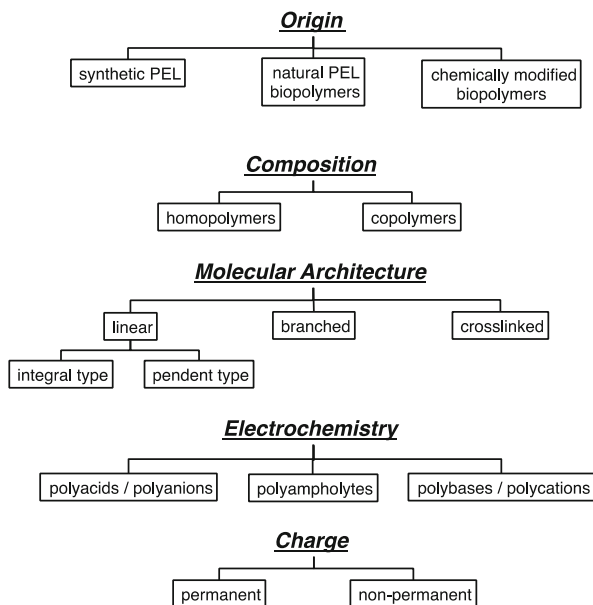 Origin
synthetic PEL
natural PEL
biopolymers
chemically modified
biopolymers
Composition
homopolymers
copolymers
Molecular Architecture
linear
branched
crosslinked
integral type
pendent type
Electrochemistry
polyacids / polyanions
polyampholytes
polybases / polycations
Charge
permanent
non-permanent